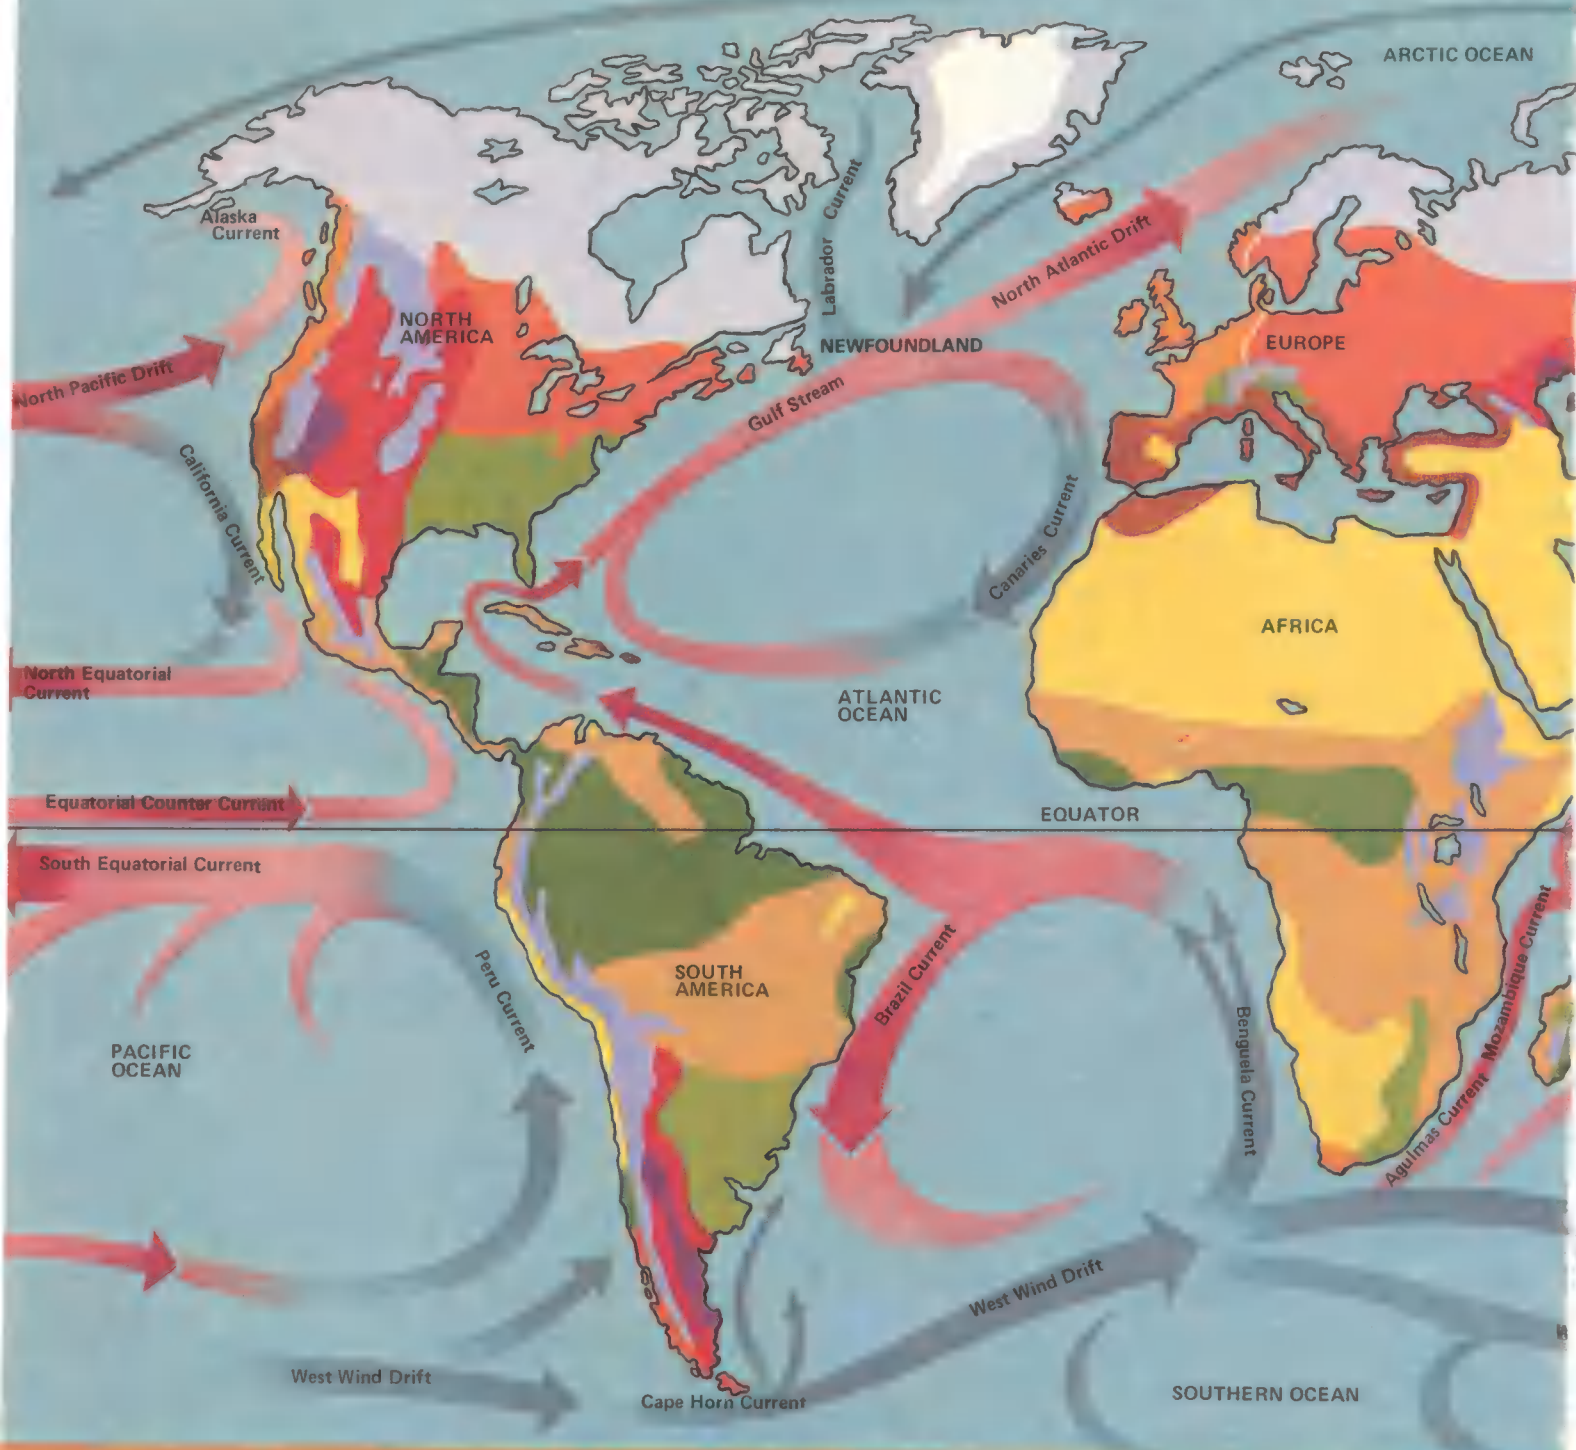 ARCTIC OCEAN
Alaska
Current
Labrador Current
North Atlantic Drift
NORTH
AMERICA
NEWFOUNDLAND
EUROPE
North Pacific Drift
Gulf Stream
California Current
Canaries Current
AFRICA
North Equatorial
Current
ATLANTIC
OCEAN
Equatorial Counter Current
EQUATOR
South Equatorial Current
Peru Current
SOUTH
AMERICA
Brazil Current
Benguela Current
Agulmas Current Mozambique Current
PACIFIC
OCEAN
West Wind Drift
West Wind Drift
Cape Horn Current
SOUTHERN OCEAN